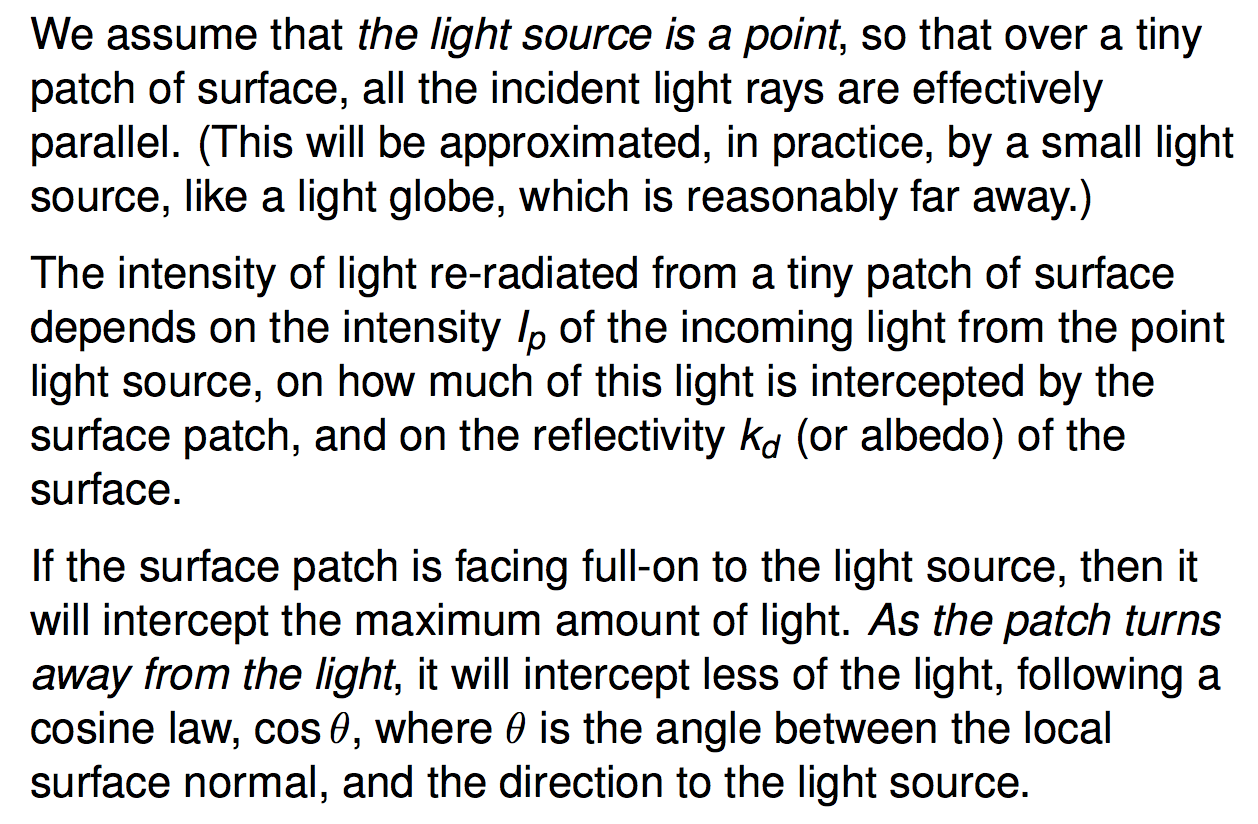 We assume that the light source is a point, so that over a tiny
patch of surface, all the incident light rays are effectively
parallel. (This will be approximated, in practice, by a small light
source, like a light globe, which is reasonably far away.)
The intensity of light re-radiated from a tiny patch of surface
depends on the intensity Iₚ of the incoming light from the point
light source, on how much of this light is intercepted by the
surface patch, and on the reflectivity k_d (or albedo) of the
surface.
If the surface patch is facing full-on to the light source, then it
will intercept the maximum amount of light. As the patch turns
away from the light, it will intercept less of the light, following a
cosine law, cos θ, where θ is the angle between the local
surface normal, and the direction to the light source.